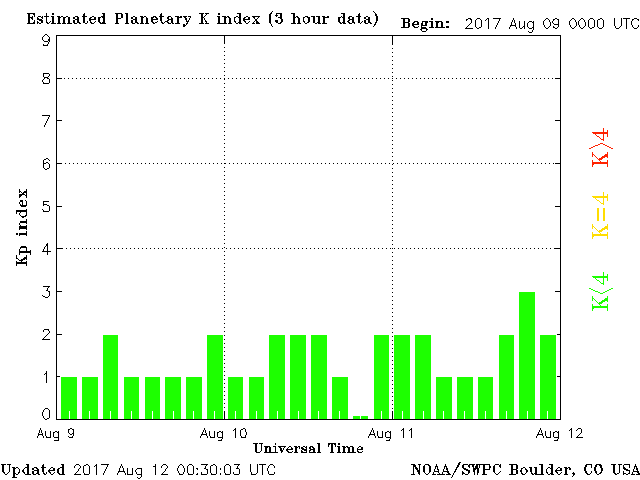 Estimated Planetary K index (3 hour data) Begin: 2017 Aug 09 0000 UTC
9
8
7
6
5
4
3
2
1
0
Kp index
K>4
K=4
K<4
Aug 9 Aug 10 Aug 11 Aug 12
Universal Time
Updated 2017 Aug 12 00:30:03 UTC NOAA/SWPC Boulder, CO USA